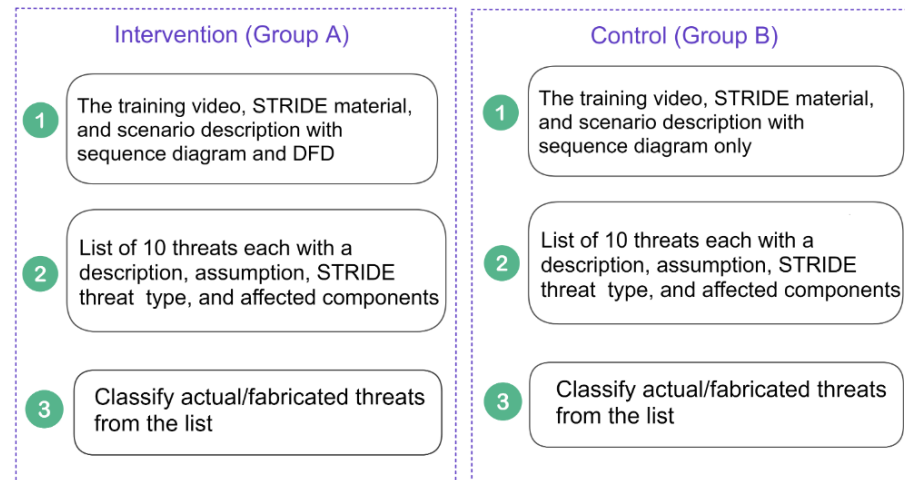 Intervention (Group A)
1
The training video, STRIDE material,
and scenario description with
sequence diagram and DFD
2
List of 10 threats each with a
description, assumption, STRIDE
threat type, and affected components
3
Classify actual/fabricated threats
from the list
Control (Group B)
1
The training video, STRIDE material,
and scenario description with
sequence diagram only
2
List of 10 threats each with a
description, assumption, STRIDE
threat type, and affected components
3
Classify actual/fabricated threats
from the list